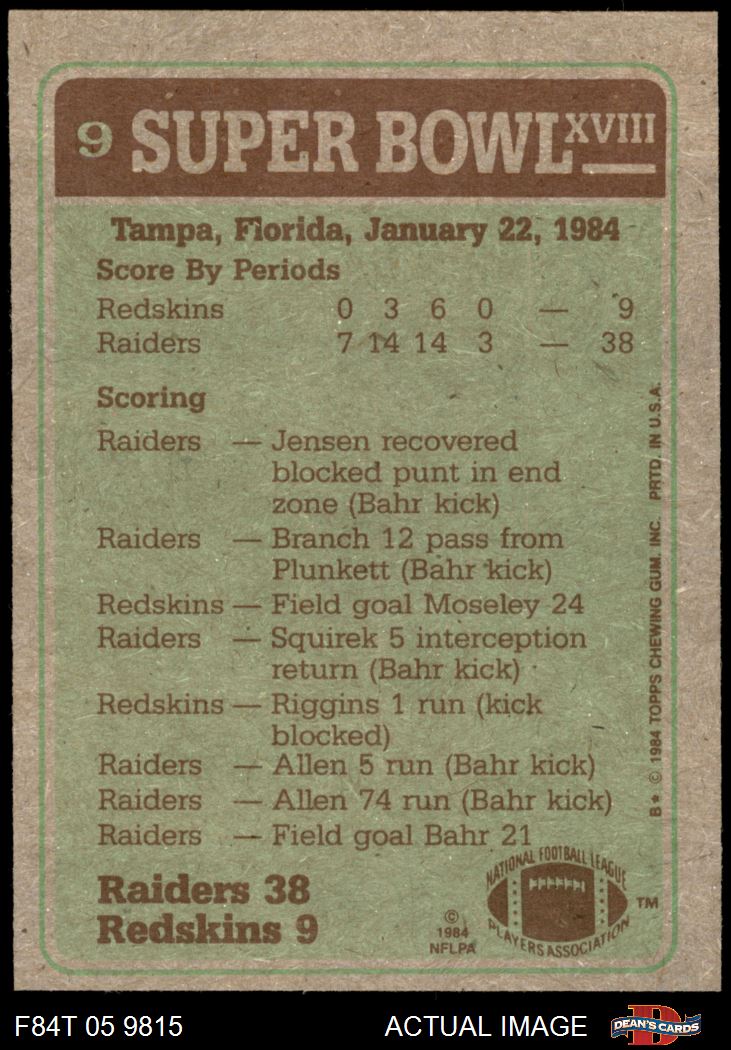 9 SUPER BOWL XVIII
Tampa, Florida, January 22, 1984
Score By Periods
Redskins 0 3 6 0 — 9
Raiders 7 14 14 3 — 38
Scoring
Raiders — Jensen recovered
blocked punt in end
zone (Bahr kick)
Raiders — Branch 12 pass from
Plunkett (Bahr kick)
Redskins — Field goal Moseley 24
Raiders — Squirek 5 interception
return (Bahr kick)
Redskins — Riggins 1 run (kick
blocked)
Raiders — Allen 5 run (Bahr kick)
Raiders — Allen 74 run (Bahr kick)
Raiders — Field goal Bahr 21
Raiders 38
Redskins 9
©
1984
NFLPA
NATIONAL FOOTBALL LEAGUE
PLAYERS ASSOCIATION
TM
B* © 1984 TOPPS CHEWING GUM, INC. PRTD. IN U.S.A.
F84T 05 9815
ACTUAL IMAGE
D
DEAN'S CARDS